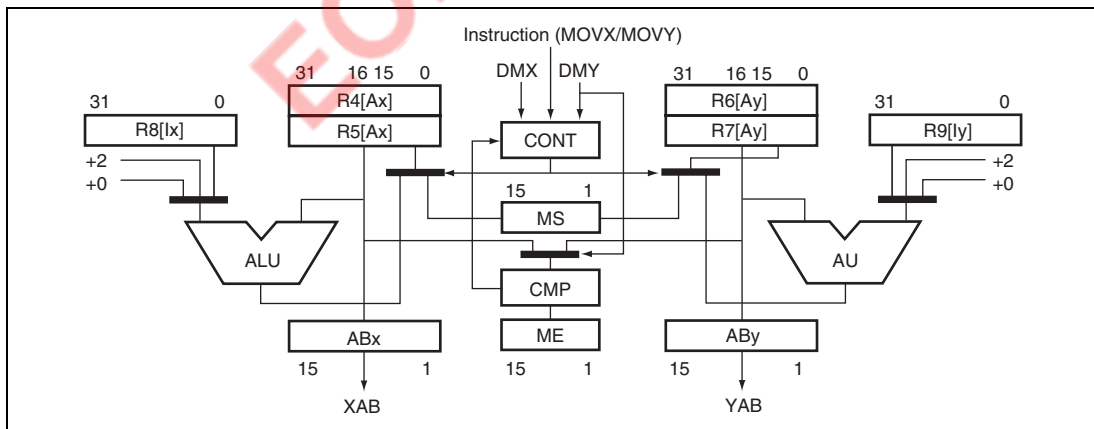 Instruction (MOVX/MOVY)
DMX DMY
31 16 15 0
R4[Ax]
R5[Ax]
31 16 15 0
R6[Ay]
R7[Ay]
31 0
R8[Ix]
+2
+0
31 0
R9[Iy]
+2
+0
CONT
15 1
MS
ALU
AU
CMP
ME
15 1
ABx
15 1
XAB
ABy
15 1
YAB
EO